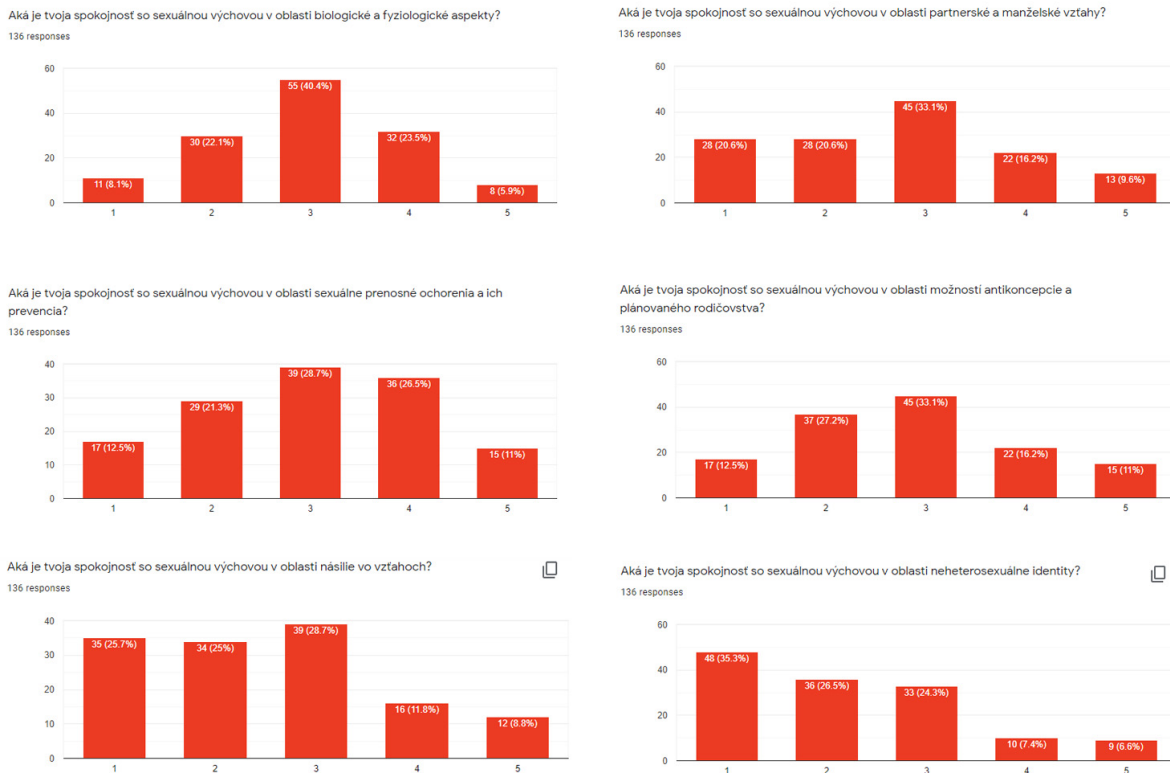 Aká je tvoja spokojnosť so sexuálnou výchovou v oblasti biologické a fyziologické aspekty?
136 responses
60
40
20
0
11 (8.1%)
30 (22.1%)
55 (40.4%)
32 (23.5%)
8 (5.9%)
1 2 3 4 5
Aká je tvoja spokojnosť so sexuálnou výchovou v oblasti partnerské a manželské vzťahy?
136 responses
60
40
20
0
28 (20.6%)
28 (20.6%)
45 (33.1%)
22 (16.2%)
13 (9.6%)
1 2 3 4 5
Aká je tvoja spokojnosť so sexuálnou výchovou v oblasti sexuálne prenosné ochorenia a ich
prevencia?
136 responses
40
30
20
10
0
17 (12.5%)
29 (21.3%)
39 (28.7%)
36 (26.5%)
15 (11%)
1 2 3 4 5
Aká je tvoja spokojnosť so sexuálnou výchovou v oblasti možností antikoncepcie a
plánovaného rodičovstva?
136 responses
60
40
20
0
17 (12.5%)
37 (27.2%)
45 (33.1%)
22 (16.2%)
15 (11%)
1 2 3 4 5
Aká je tvoja spokojnosť so sexuálnou výchovou v oblasti násilie vo vzťahoch?
136 responses
40
30
20
10
0
35 (25.7%)
34 (25%)
39 (28.7%)
16 (11.8%)
12 (8.8%)
1 2 3 4 5
Aká je tvoja spokojnosť so sexuálnou výchovou v oblasti neheterosexuálne identity?
136 responses
60
40
20
0
48 (35.3%)
36 (26.5%)
33 (24.3%)
10 (7.4%)
9 (6.6%)
1 2 3 4 5